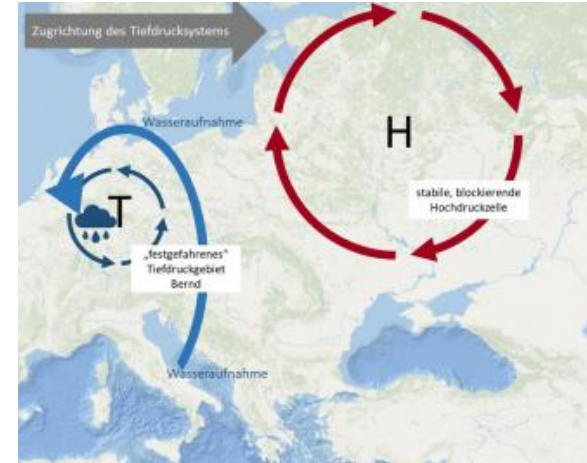 Zugrichtung des Tiefdrucksystems
Wasseraufnahme
H
T
stabile, blockierende
Hochdruckzelle
„festgefahrenes“
Tiefdruckgebiet
Bernd
Wasseraufnahme